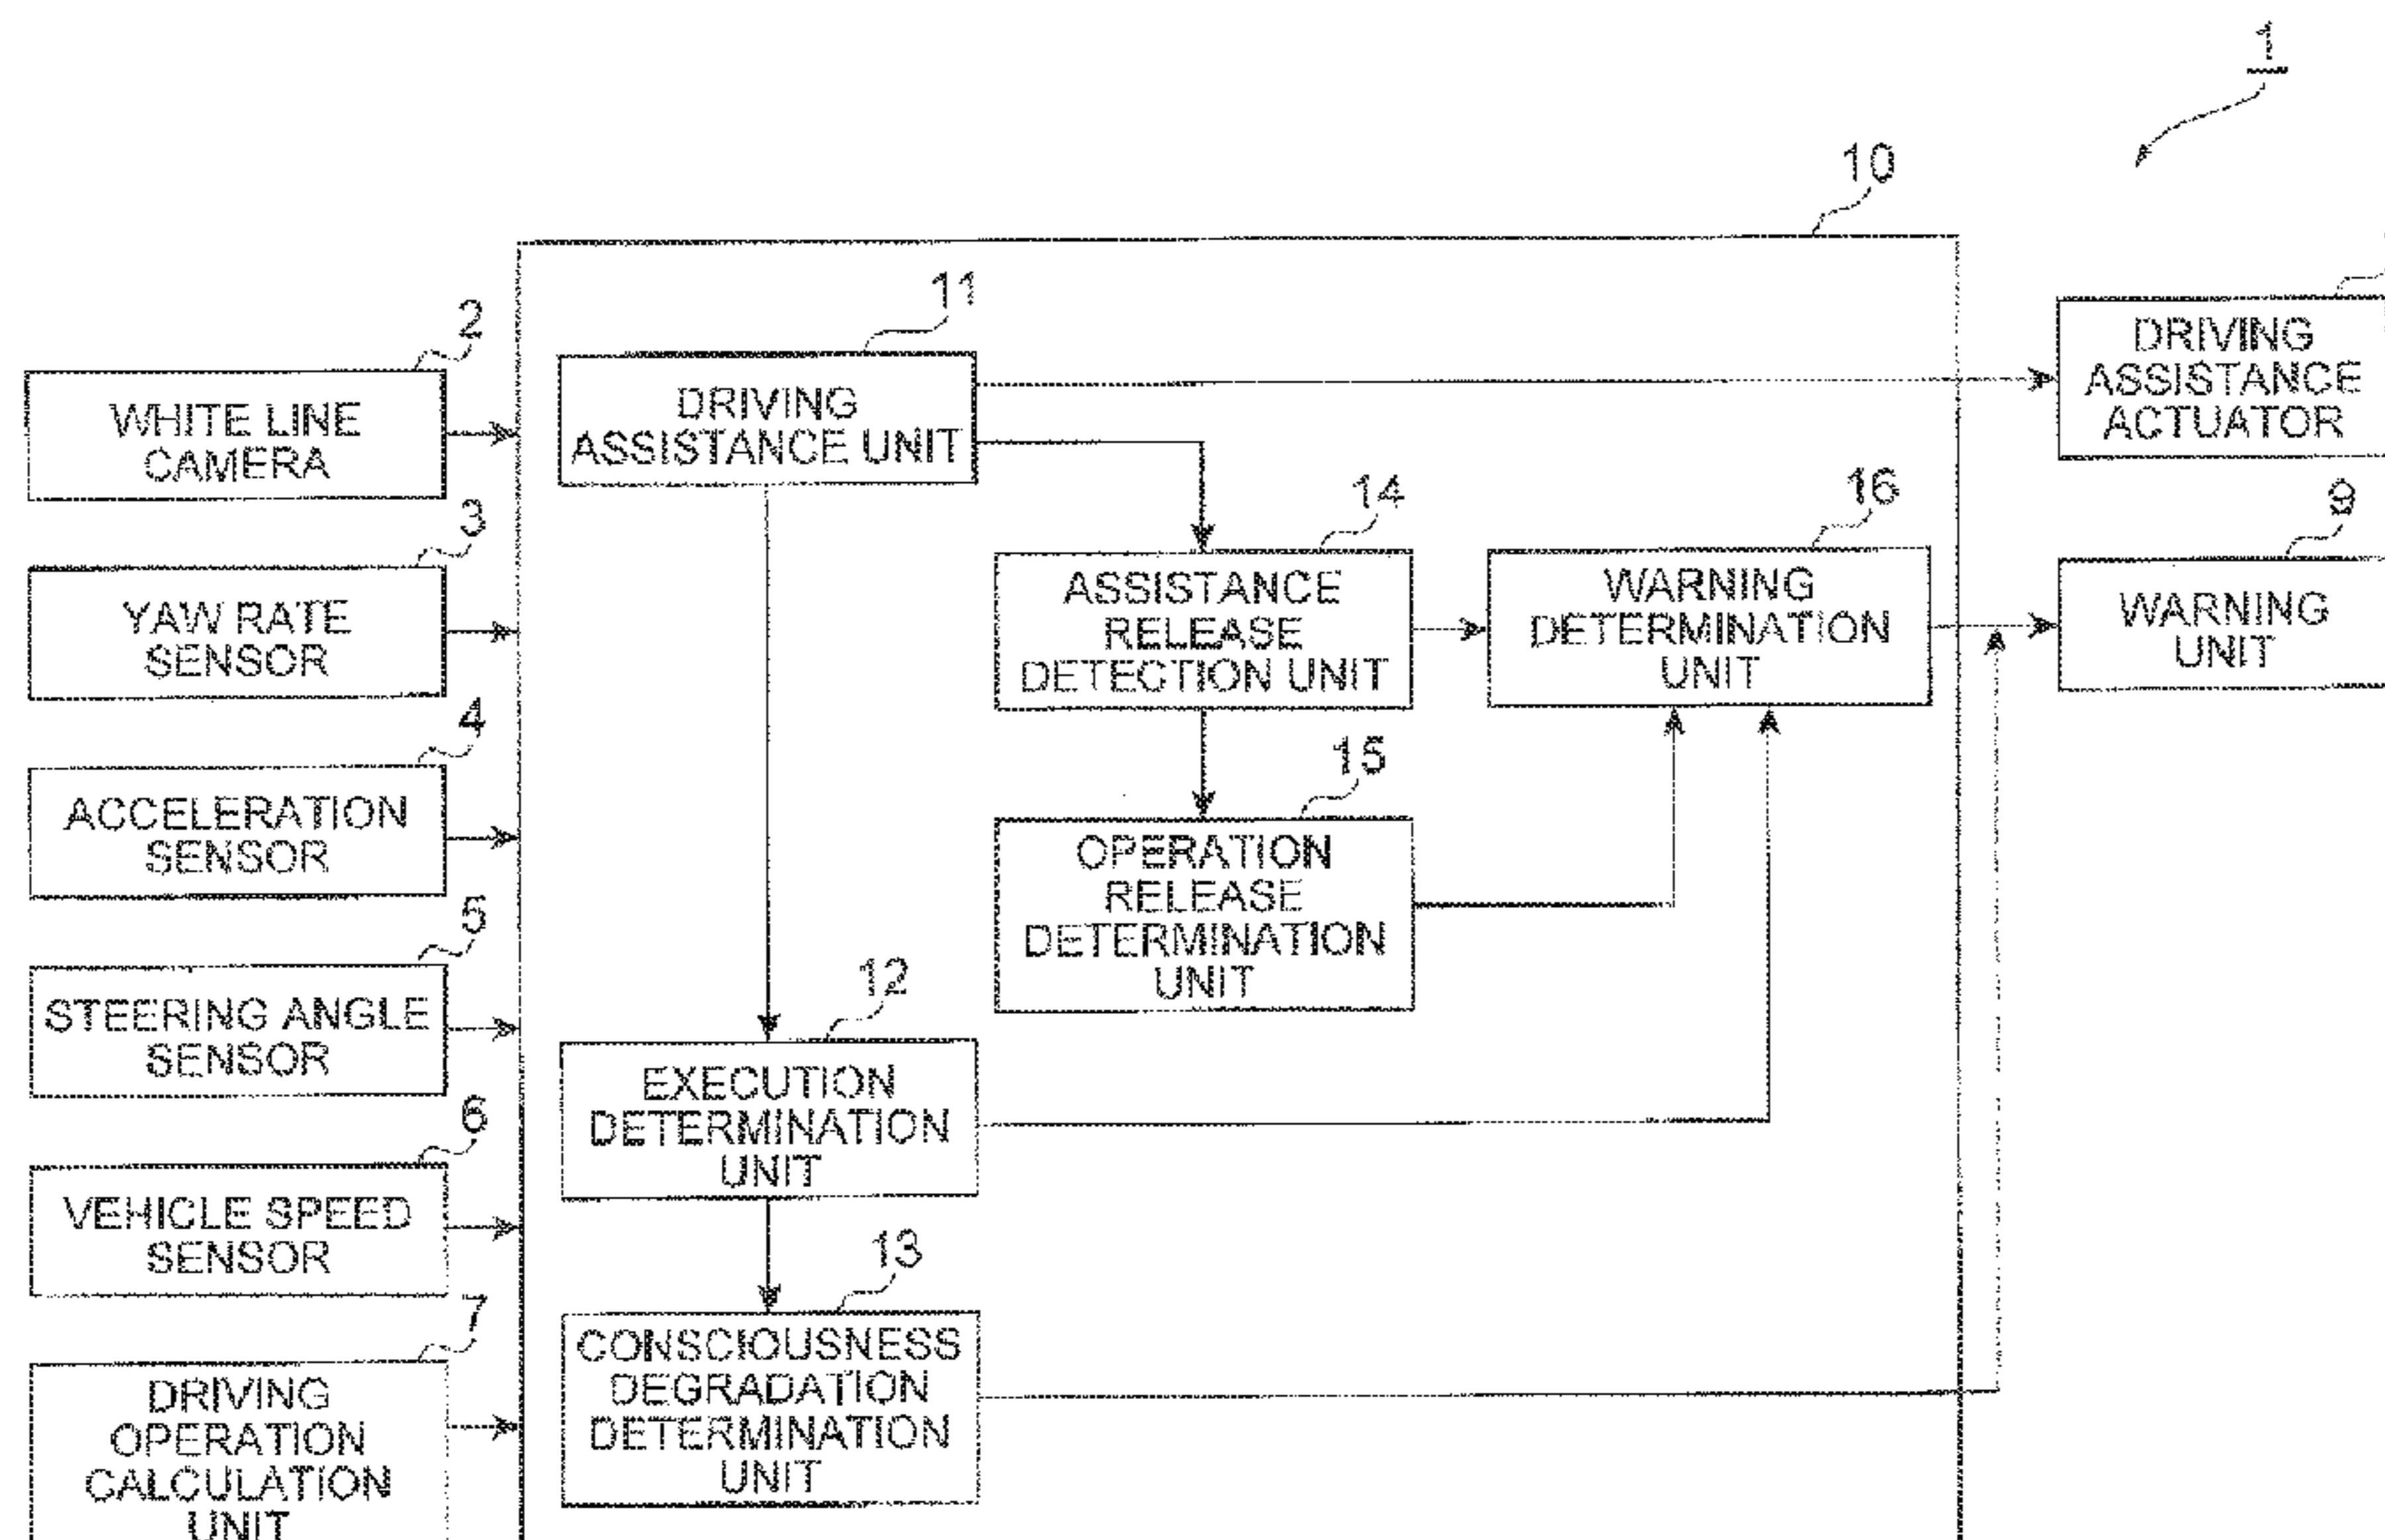 1
10
11
2
WHITE LINE
CAMERA
DRIVING
ASSISTANCE UNIT
DRIVING
ASSISTANCE
ACTUATOR
3
YAW RATE
SENSOR
14
ASSISTANCE
RELEASE
DETECTION UNIT
16
WARNING
DETERMINATION
UNIT
9
WARNING
UNIT
4
ACCELERATION
SENSOR
15
OPERATION
RELEASE
DETERMINATION
UNIT
5
STEERING ANGLE
SENSOR
12
EXECUTION
DETERMINATION
UNIT
6
VEHICLE SPEED
SENSOR
13
CONSCIOUSNESS
DEGRADATION
DETERMINATION
UNIT
7
DRIVING
OPERATION
CALCULATION
UNIT